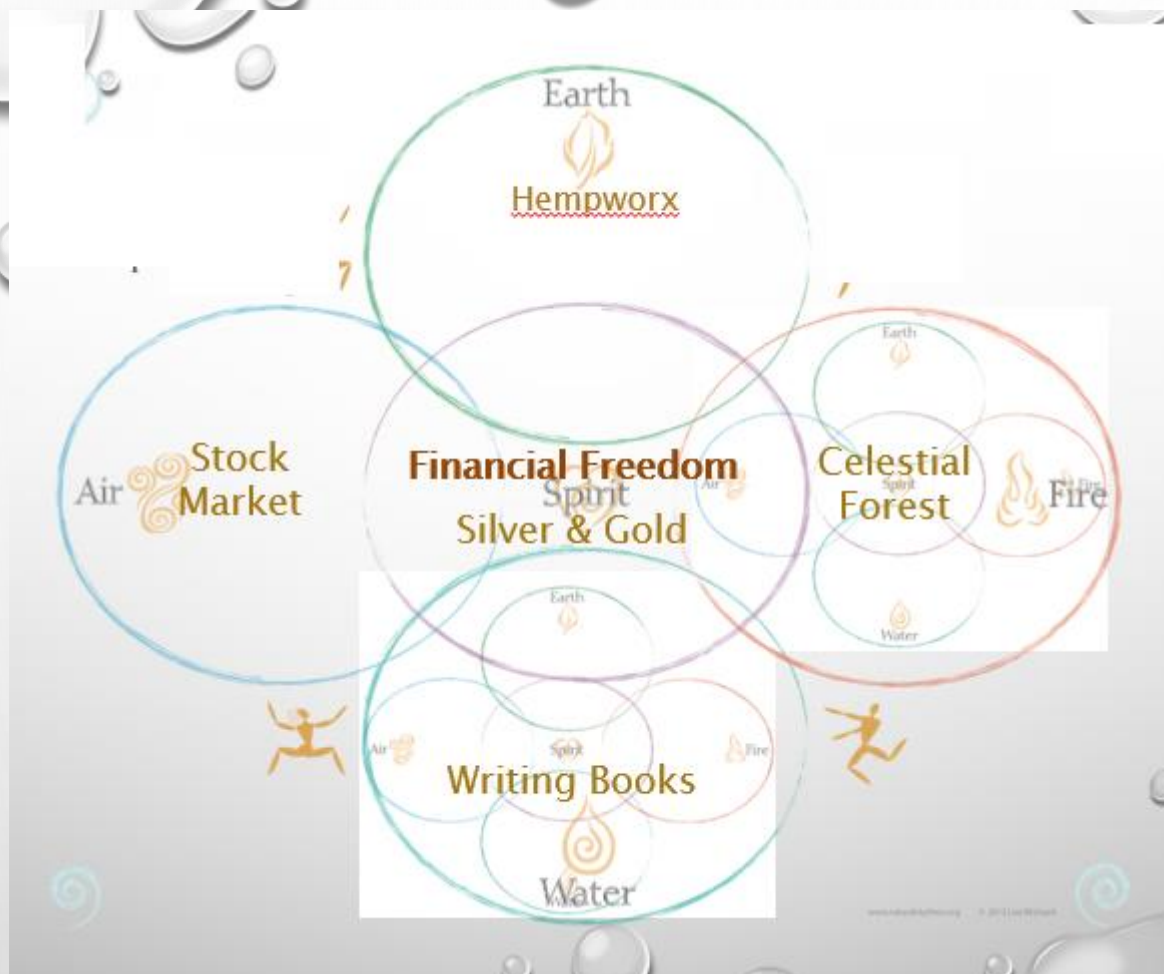 Earth
Hempworx
Earth
Stock
Market
Air
Financial Freedom
Spirit
Silver & Gold
Air
Celestial
Forest
Spirit
Fire
Fire
Water
Earth
Air
Spirit
Fire
Writing Books
Water